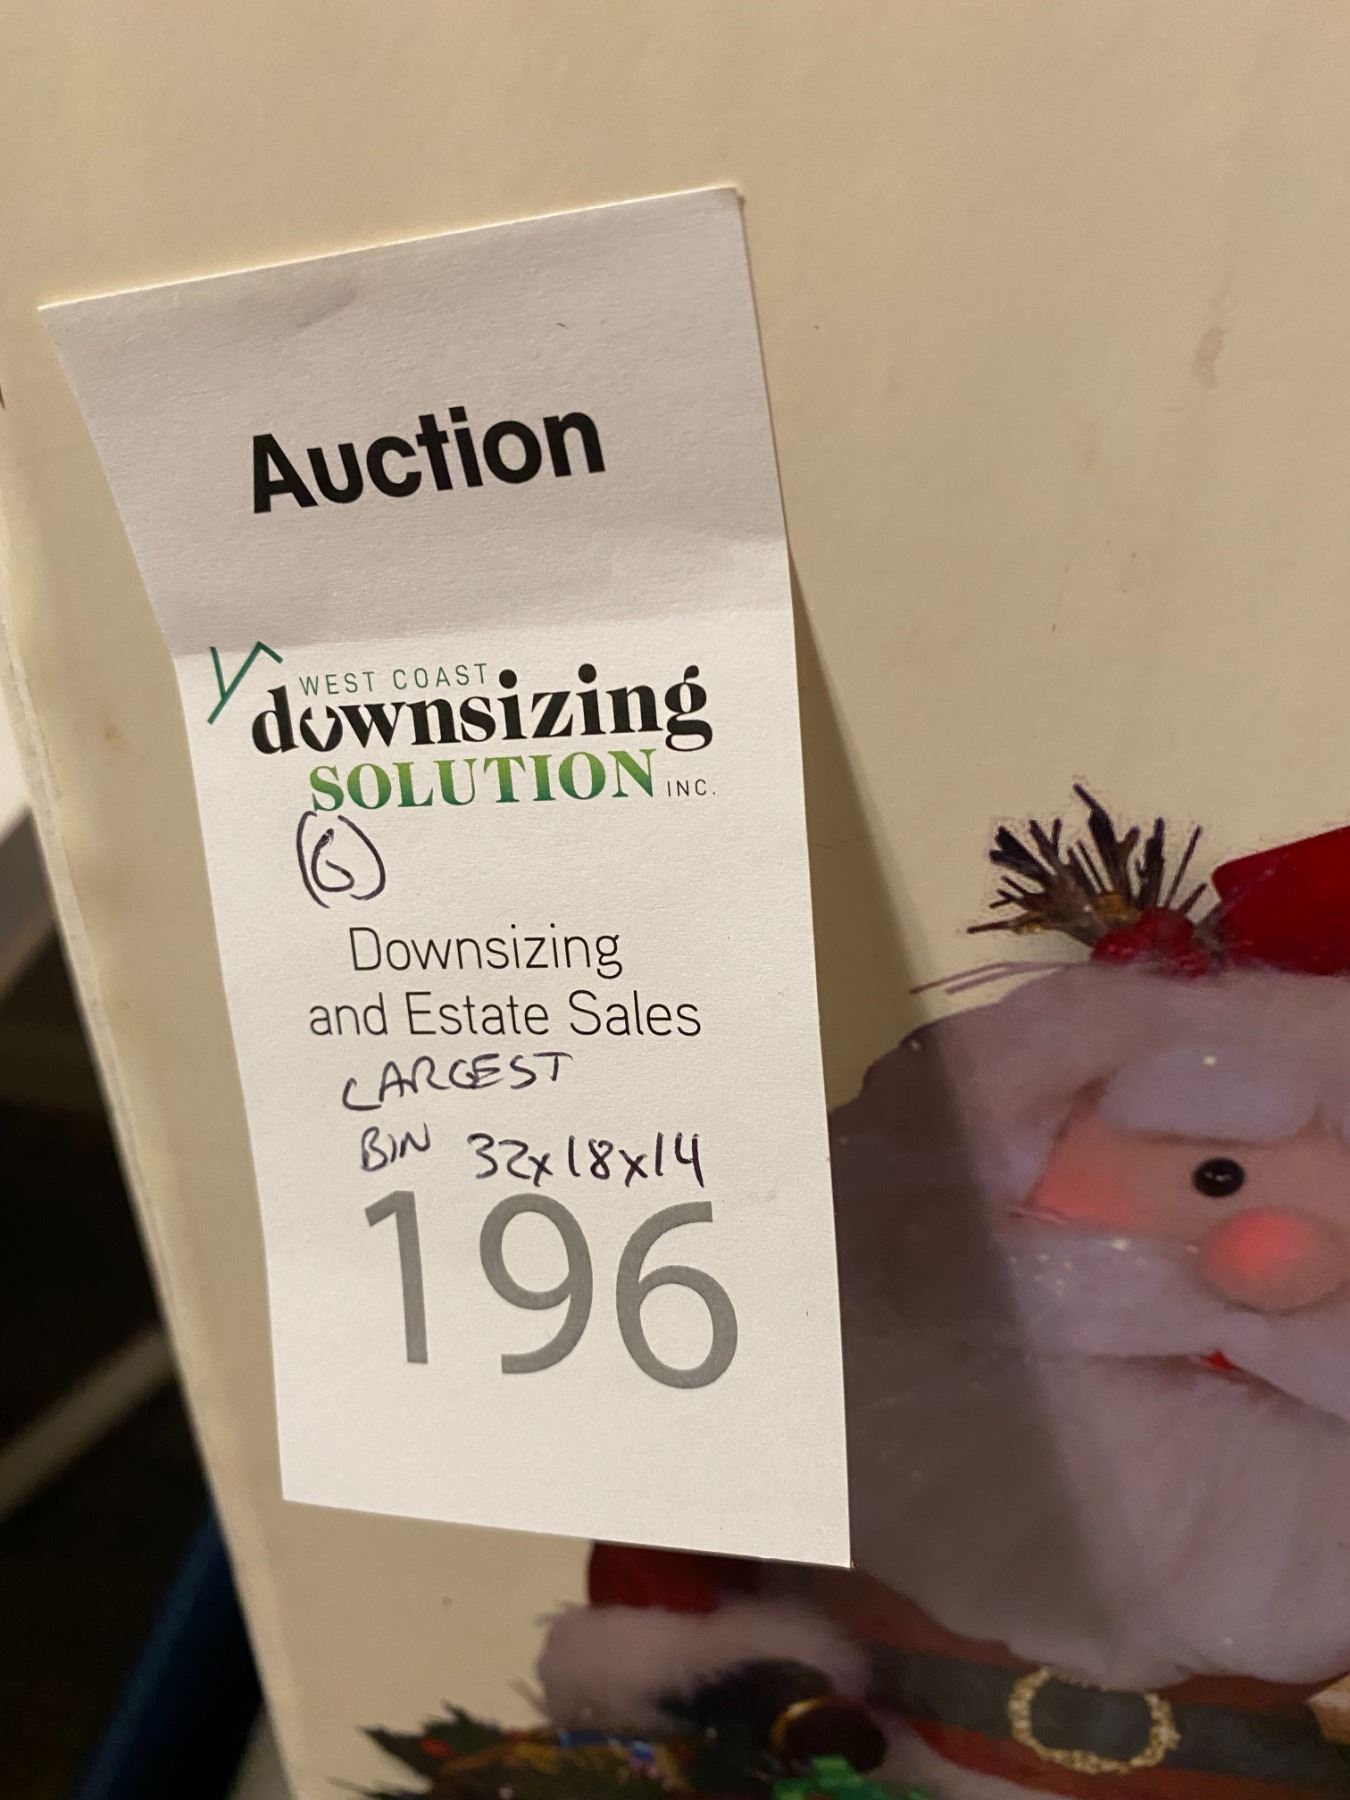 Auction
WEST COAST
downsizing
SOLUTION INC.
(G)
Downsizing
and Estate Sales
LARGEST
BIN 32x18x14
196